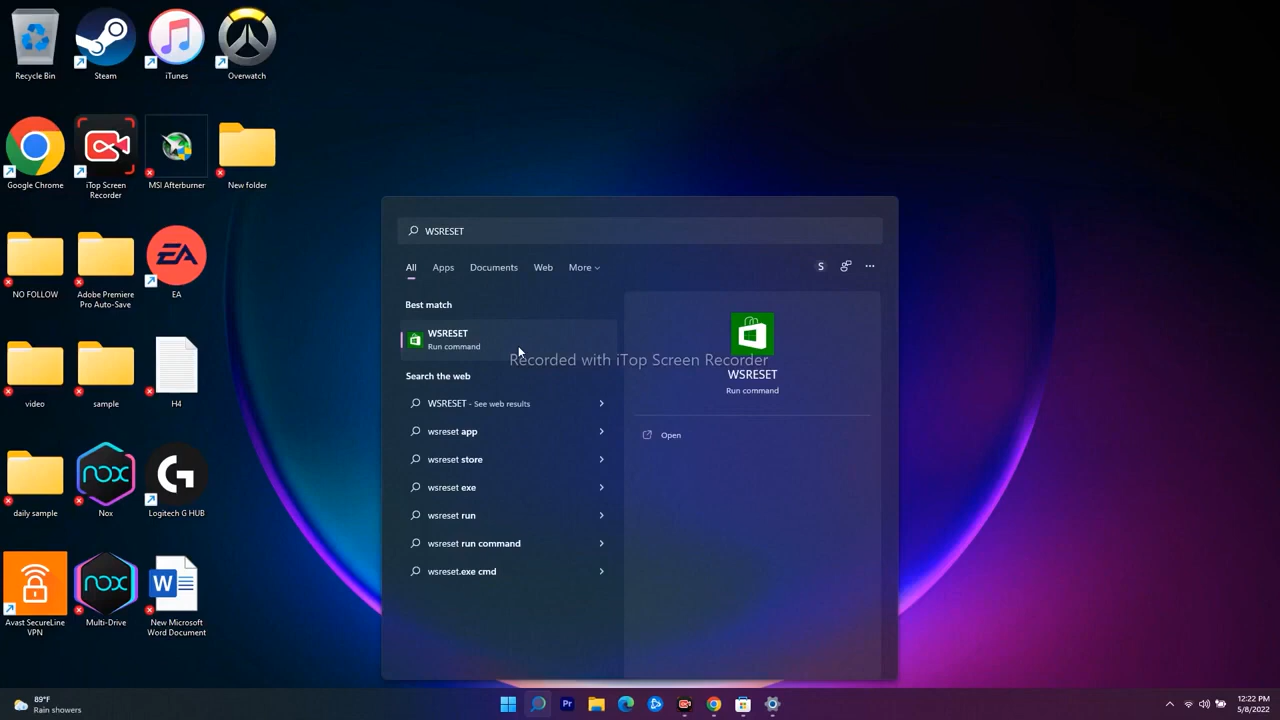 Recycle Bin
Steam
iTunes
Overwatch
Google Chrome
iTop Screen
Recorder
MSI Afterburner
New folder
NO FOLLOW
Adobe Premiere
Pro Auto-Save
EA
EA
video
sample
H4
daily sample
nox
Nox
Logitech G HUB
Avast SecureLine
VPN
nox
Multi-Drive
W
New Microsoft
Word Document
WSRESET
All
Apps
Documents
Web
More
S
Best match
WSRESET
Run command
Search the web
WSRESET - See web results
wsreset app
wsreset store
wsreset exe
wsreset run
wsreset run command
wsreset.exe cmd
Recorded with iTop Screen Recorder
WSRESET
Run command
Open
89°F
Rain showers
Pr
12:22 PM
5/8/2022